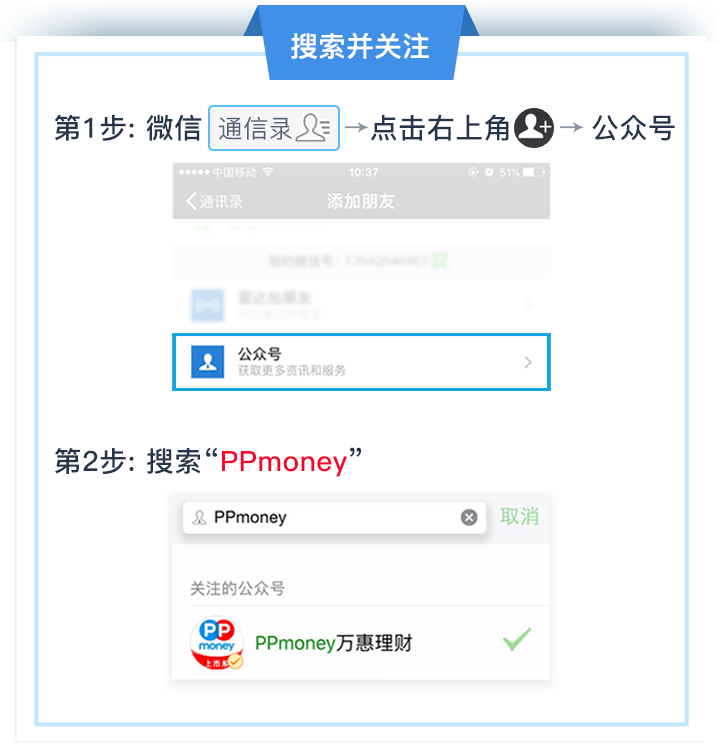 搜索并关注
第1步: 微信 通信录 →点击右上角 → 公众号
中国移动 10:37 51%
通讯录 添加朋友
我的微信号:
雷达加朋友
公众号
获取更多资讯和服务
第2步: 搜索“PPmoney”
PPmoney 取消
关注的公众号
PP
money
上市系
PPmoney万惠理财